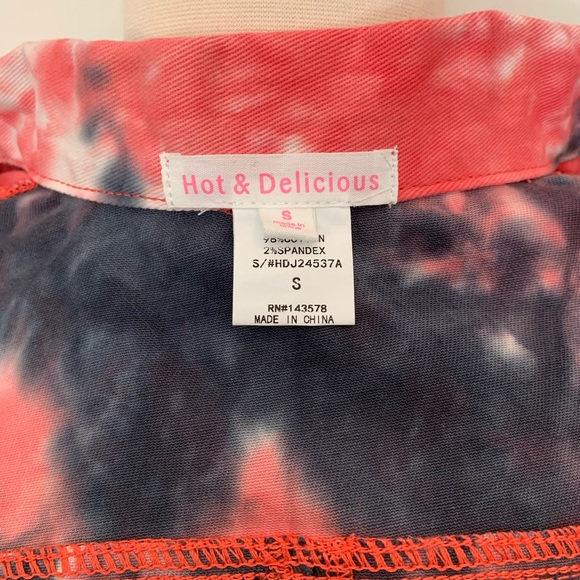 Hot & Delicious
S
2%SPANDEX
S/#HDJ24537A
S
RN#143578
MADE IN CHINA